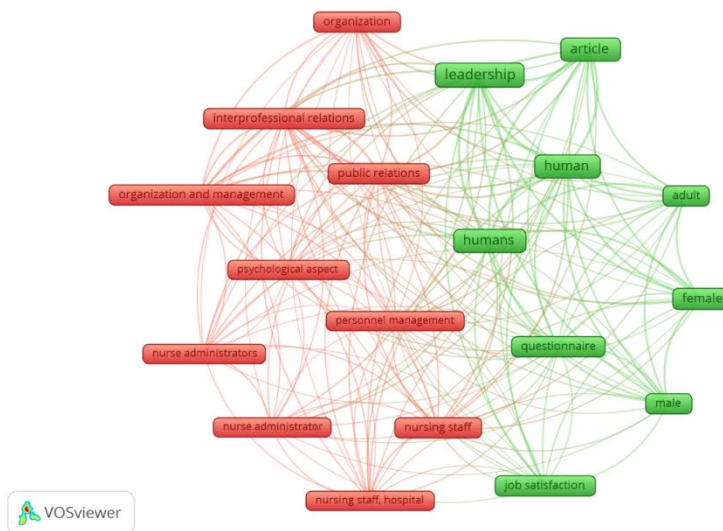 organization
article
leadership
interprofessional relations
human
public relations
organization and management
adult
humans
psychological aspect
female
personnel management
questionnaire
nurse administrators
male
nurse administrator
nursing staff
job satisfaction
nursing staff, hospital
VOSviewer